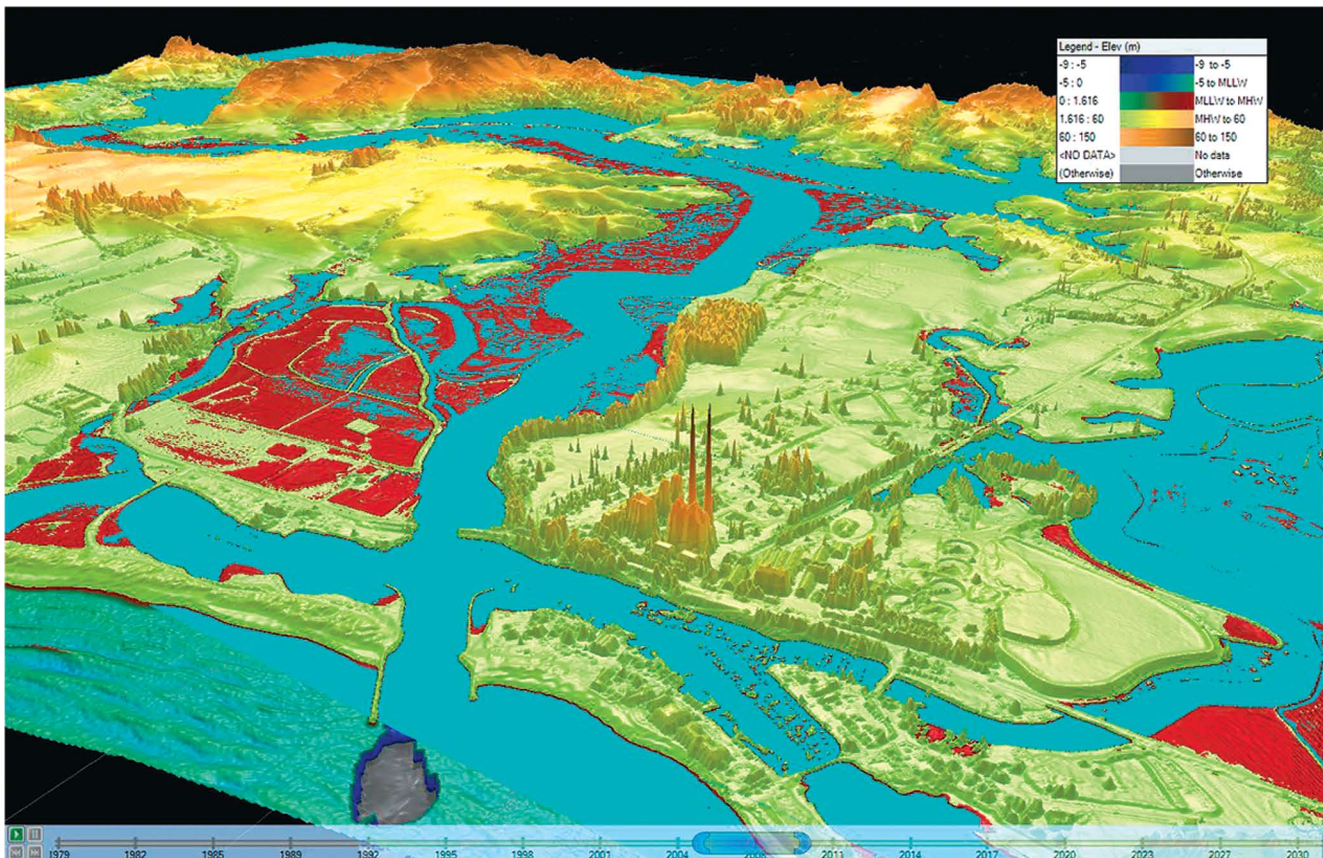 Legend - Elev (m)
-9 : -5 -9 to -5
-5 : 0 -5 to MLLW
0 : 1.616 MLLW to MHW
1.616 : 60 MHW to 60
60 : 150 60 to 150
<NO DATA> No data
(Otherwise) Otherwise
1979 1982 1985 1989 1992 1995 1998 2001 2004 2011 2014 2017 2020 2023 2027 2030